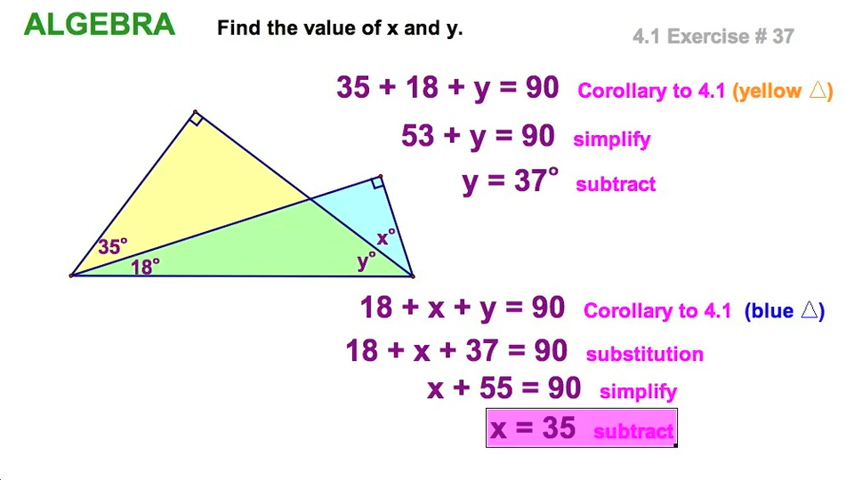 ALGEBRA Find the value of x and y. 4.1 Exercise # 37
35 + 18 + y = 90 Corollary to 4.1 (yellow △)
53 + y = 90 simplify
y = 37° subtract
35°
18°
x°
y°
18 + x + y = 90 Corollary to 4.1 (blue △)
18 + x + 37 = 90 substitution
x + 55 = 90 simplify
x = 35 subtract